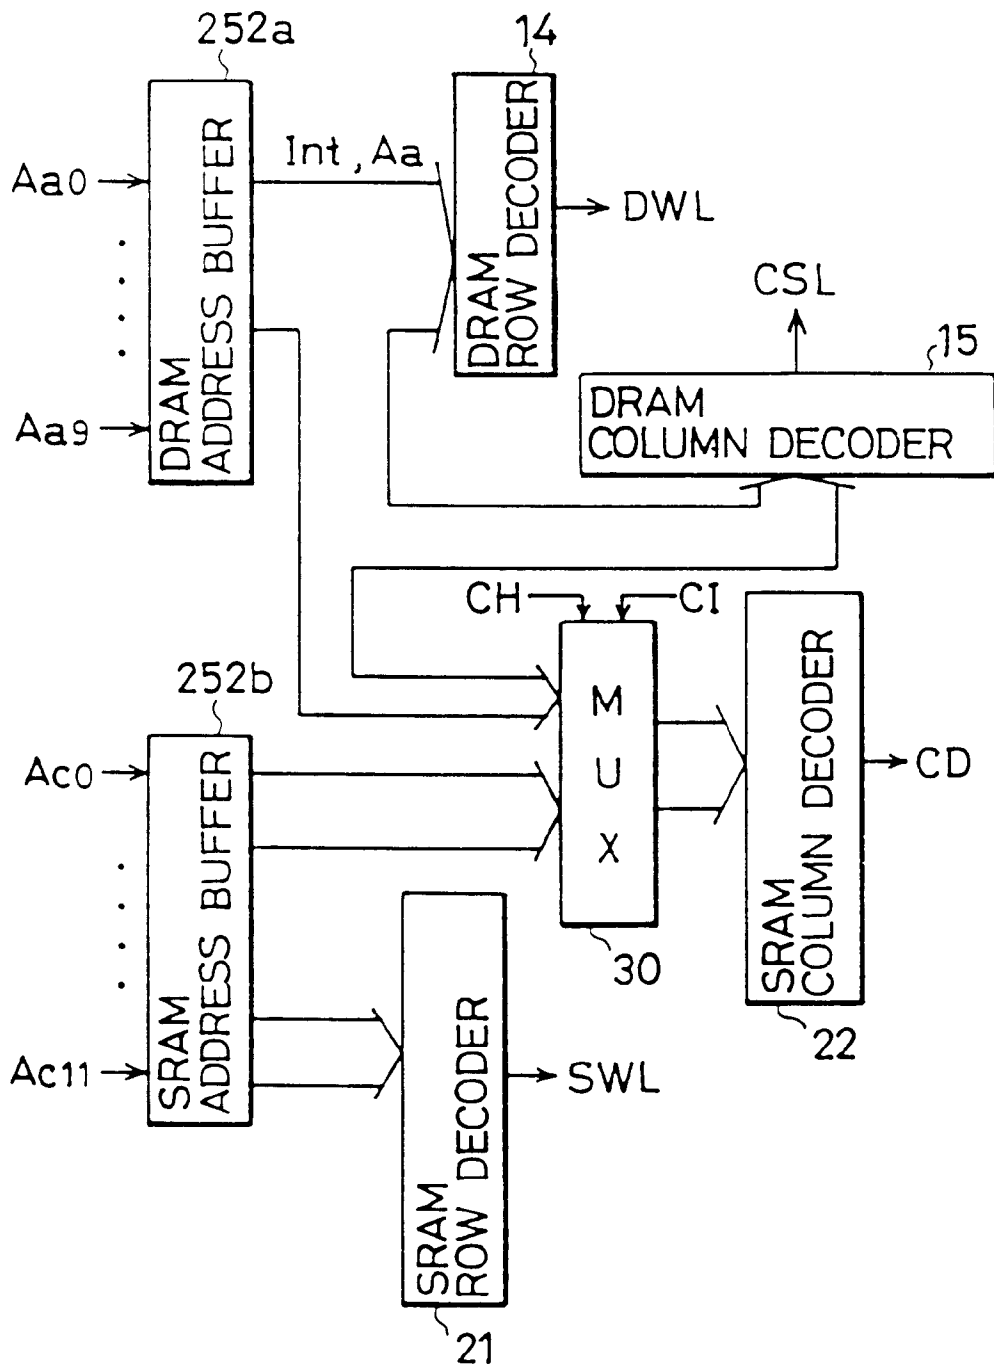 252a
14
Aa0
Int, Aa
DRAM
ADDRESS BUFFER
DRAM
ROW DECODER
DWL
CSL
15
Aa9
DRAM
COLUMN DECODER
CH
CI
252b
M
U
X
Ac0
SRAM
ADDRESS BUFFER
SRAM
COLUMN DECODER
CD
30
22
Ac11
SRAM
ROW DECODER
SWL
21